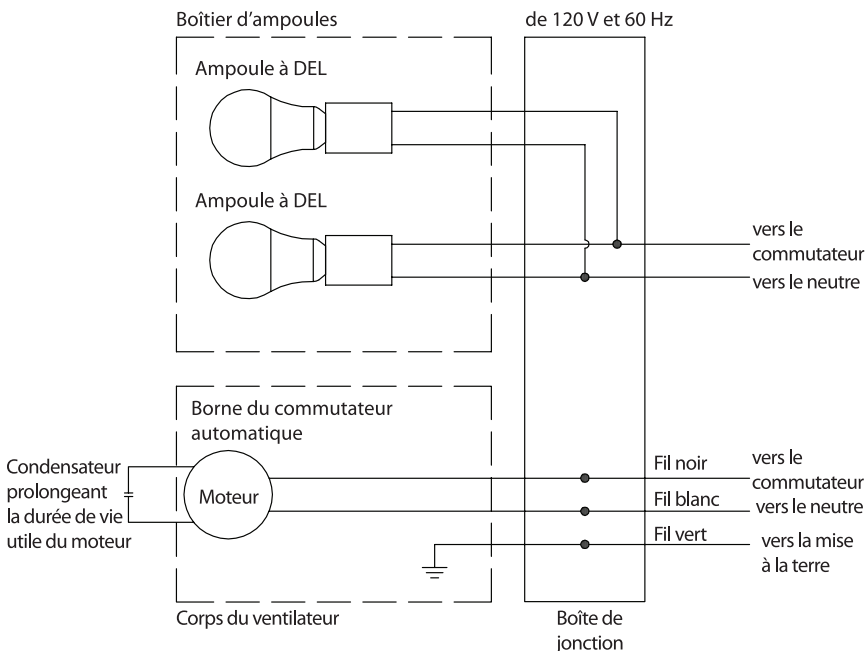 Boîtier d’ampoules
de 120 V et 60 Hz
Ampoule à DEL
Ampoule à DEL
vers le
commutateur
vers le neutre
Borne du commutateur
automatique
Condensateur
prolongeant
la durée de vie
utile du moteur
Moteur
Fil noir
vers le
commutateur
Fil blanc
vers le neutre
Fil vert
vers la mise
à la terre
Corps du ventilateur
Boîte de
jonction